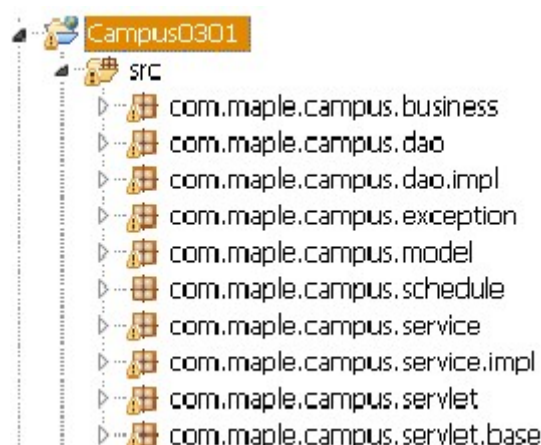 Campus0301
src
com.maple.campus.business
com.maple.campus.dao
com.maple.campus.dao.impl
com.maple.campus.exception
com.maple.campus.model
com.maple.campus.schedule
com.maple.campus.service
com.maple.campus.service.impl
com.maple.campus.servlet
com.maple.campus.servlet.base